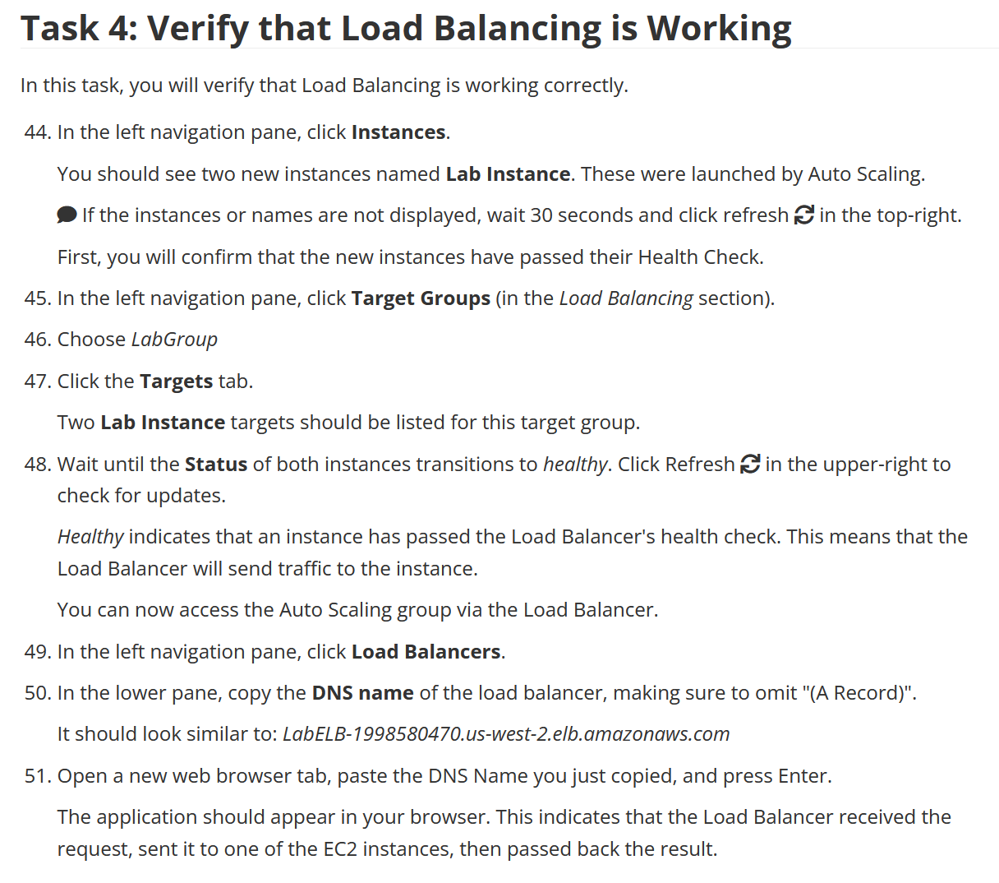 Task 4: Verify that Load Balancing is Working
In this task, you will verify that Load Balancing is working correctly.
44. In the left navigation pane, click Instances.
You should see two new instances named Lab Instance. These were launched by Auto Scaling.
If the instances or names are not displayed, wait 30 seconds and click refresh in the top-right.
First, you will confirm that the new instances have passed their Health Check.
45. In the left navigation pane, click Target Groups (in the Load Balancing section).
46. Choose LabGroup
47. Click the Targets tab.
Two Lab Instance targets should be listed for this target group.
48. Wait until the Status of both instances transitions to healthy. Click Refresh in the upper-right to
check for updates.
Healthy indicates that an instance has passed the Load Balancer's health check. This means that the
Load Balancer will send traffic to the instance.
You can now access the Auto Scaling group via the Load Balancer.
49. In the left navigation pane, click Load Balancers.
50. In the lower pane, copy the DNS name of the load balancer, making sure to omit "(A Record)".
It should look similar to: LabELB-1998580470.us-west-2.elb.amazonaws.com
51. Open a new web browser tab, paste the DNS Name you just copied, and press Enter.
The application should appear in your browser. This indicates that the Load Balancer received the
request, sent it to one of the EC2 instances, then passed back the result.